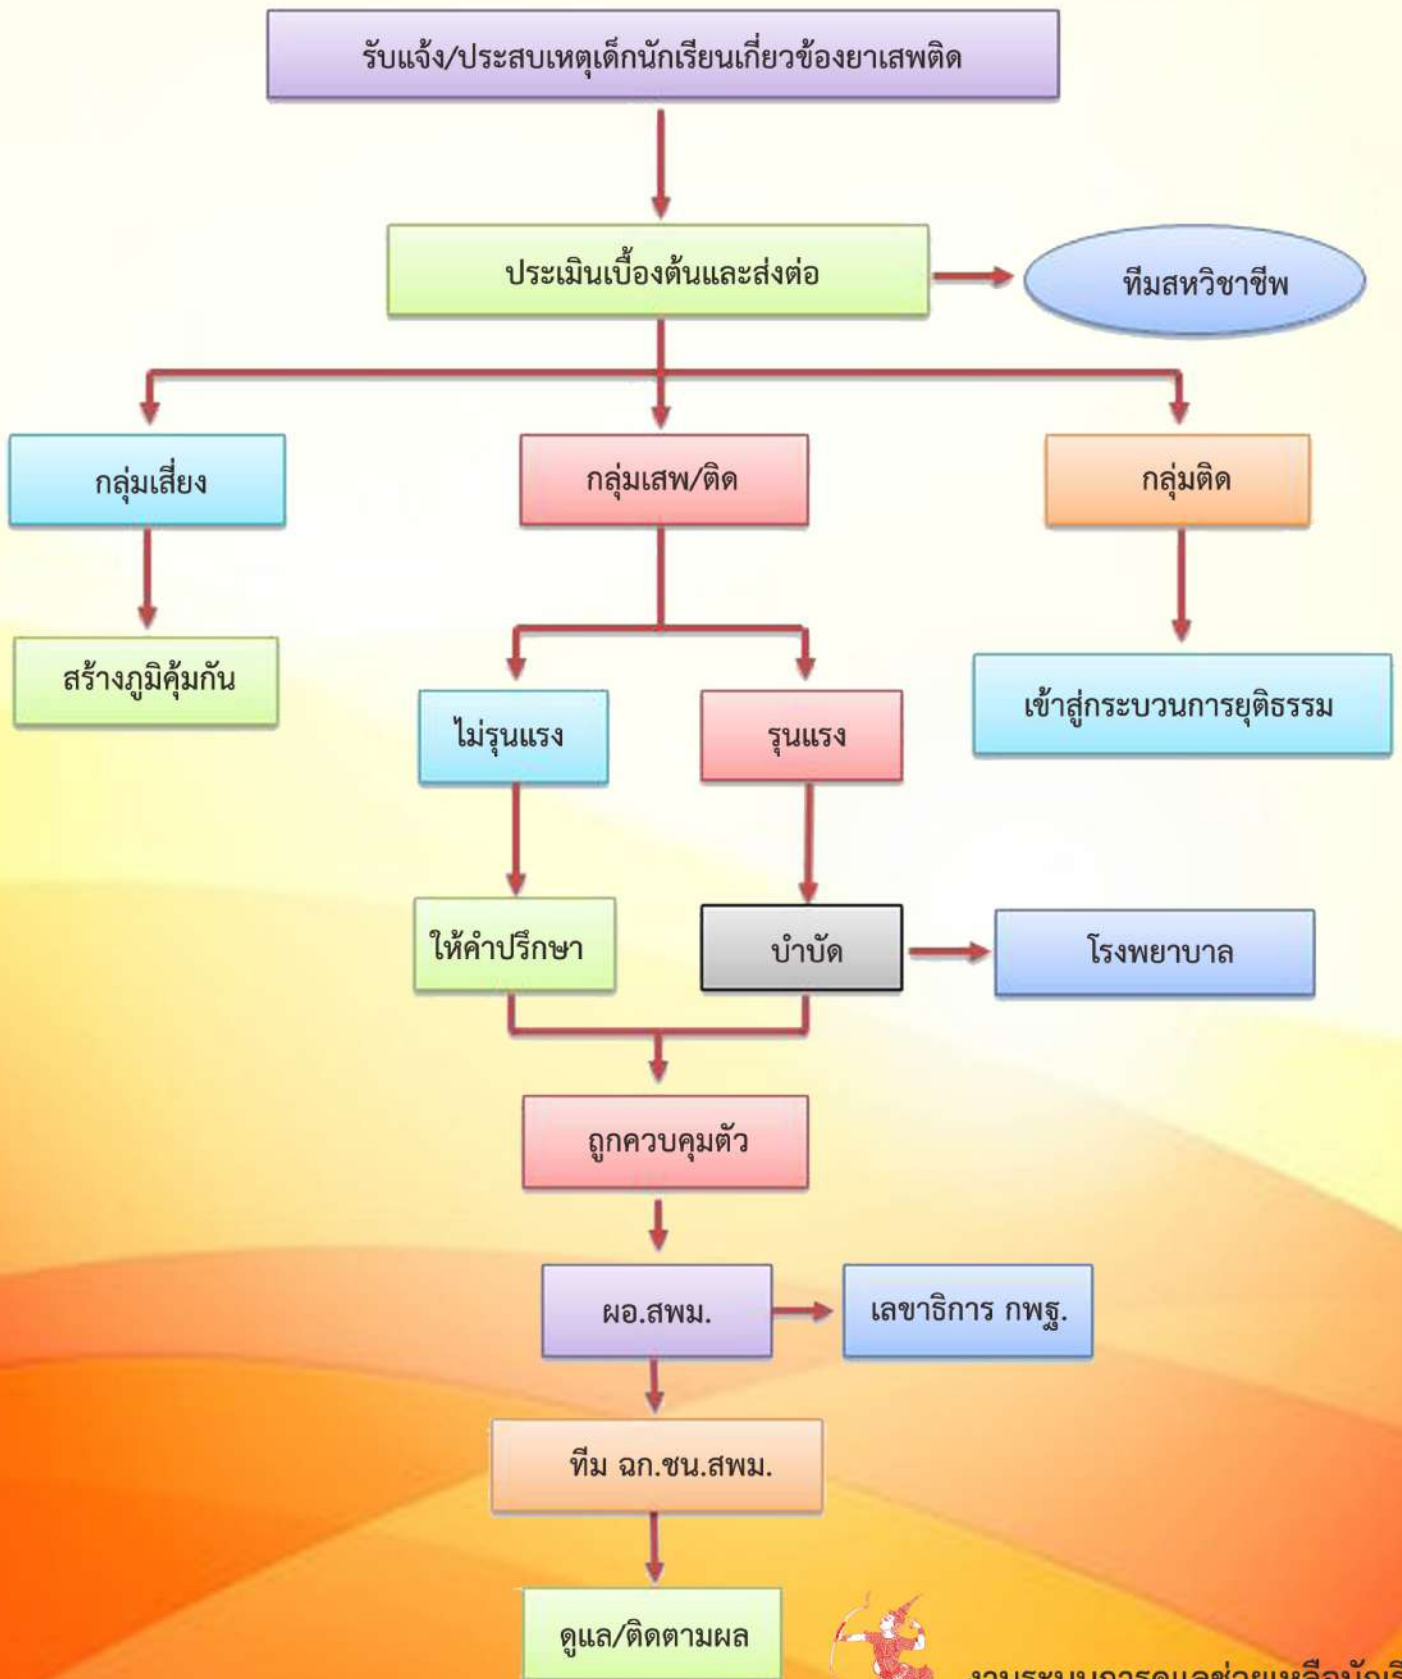 รับแจ้ง/ประสบเหตุเด็กนักเรียนเกี่ยวข้องยาเสพติด
ประเมินเบื้องต้นและส่งต่อ
ทีมสหวิชาชีพ
กลุ่มเสี่ยง
กลุ่มเสพ/ติด
กลุ่มติด
สร้างภูมิคุ้มกัน
ไม่รุนแรง
รุนแรง
เข้าสู่กระบวนการยุติธรรม
ให้คำปรึกษา
บำบัด
โรงพยาบาล
ถูกควบคุมตัว
ผอ.สพม.
เลขาธิการ กพฐ.
ทีม ฉก.ชน.สพม.
ดูแล/ติดตามผล